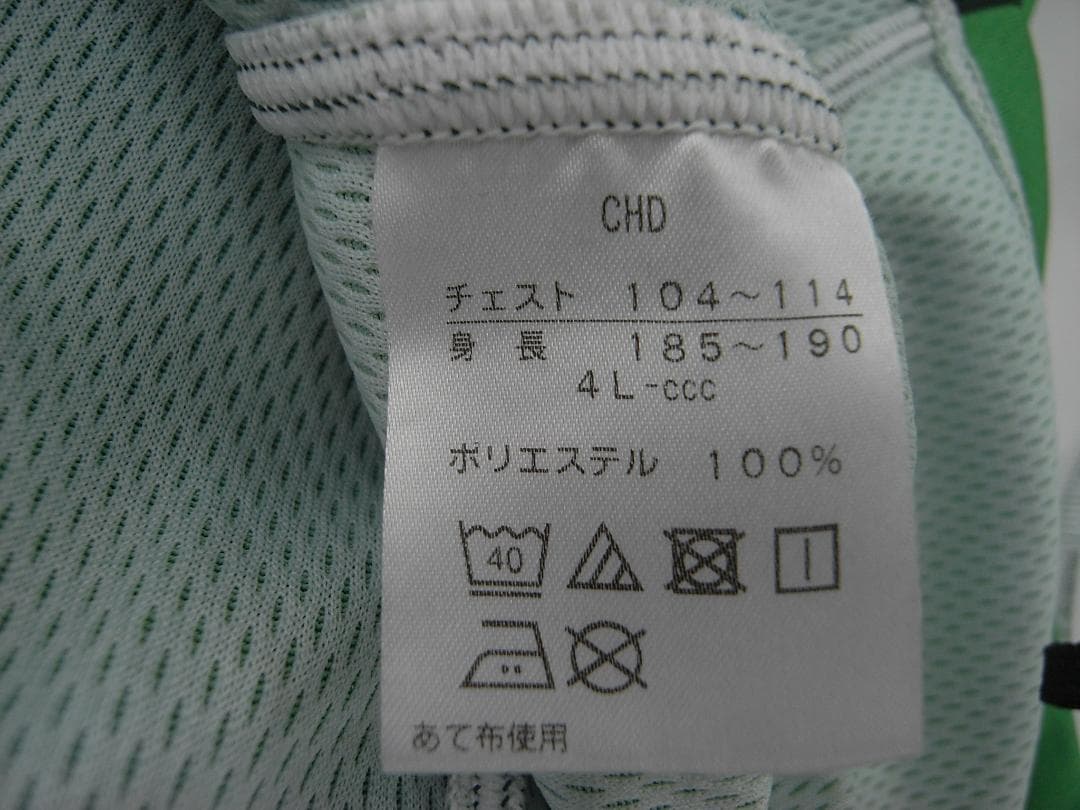 CHD
チェスト 104～114
身 長 185～190
4L-ccc
ポリエステル 100%
40
あて布使用